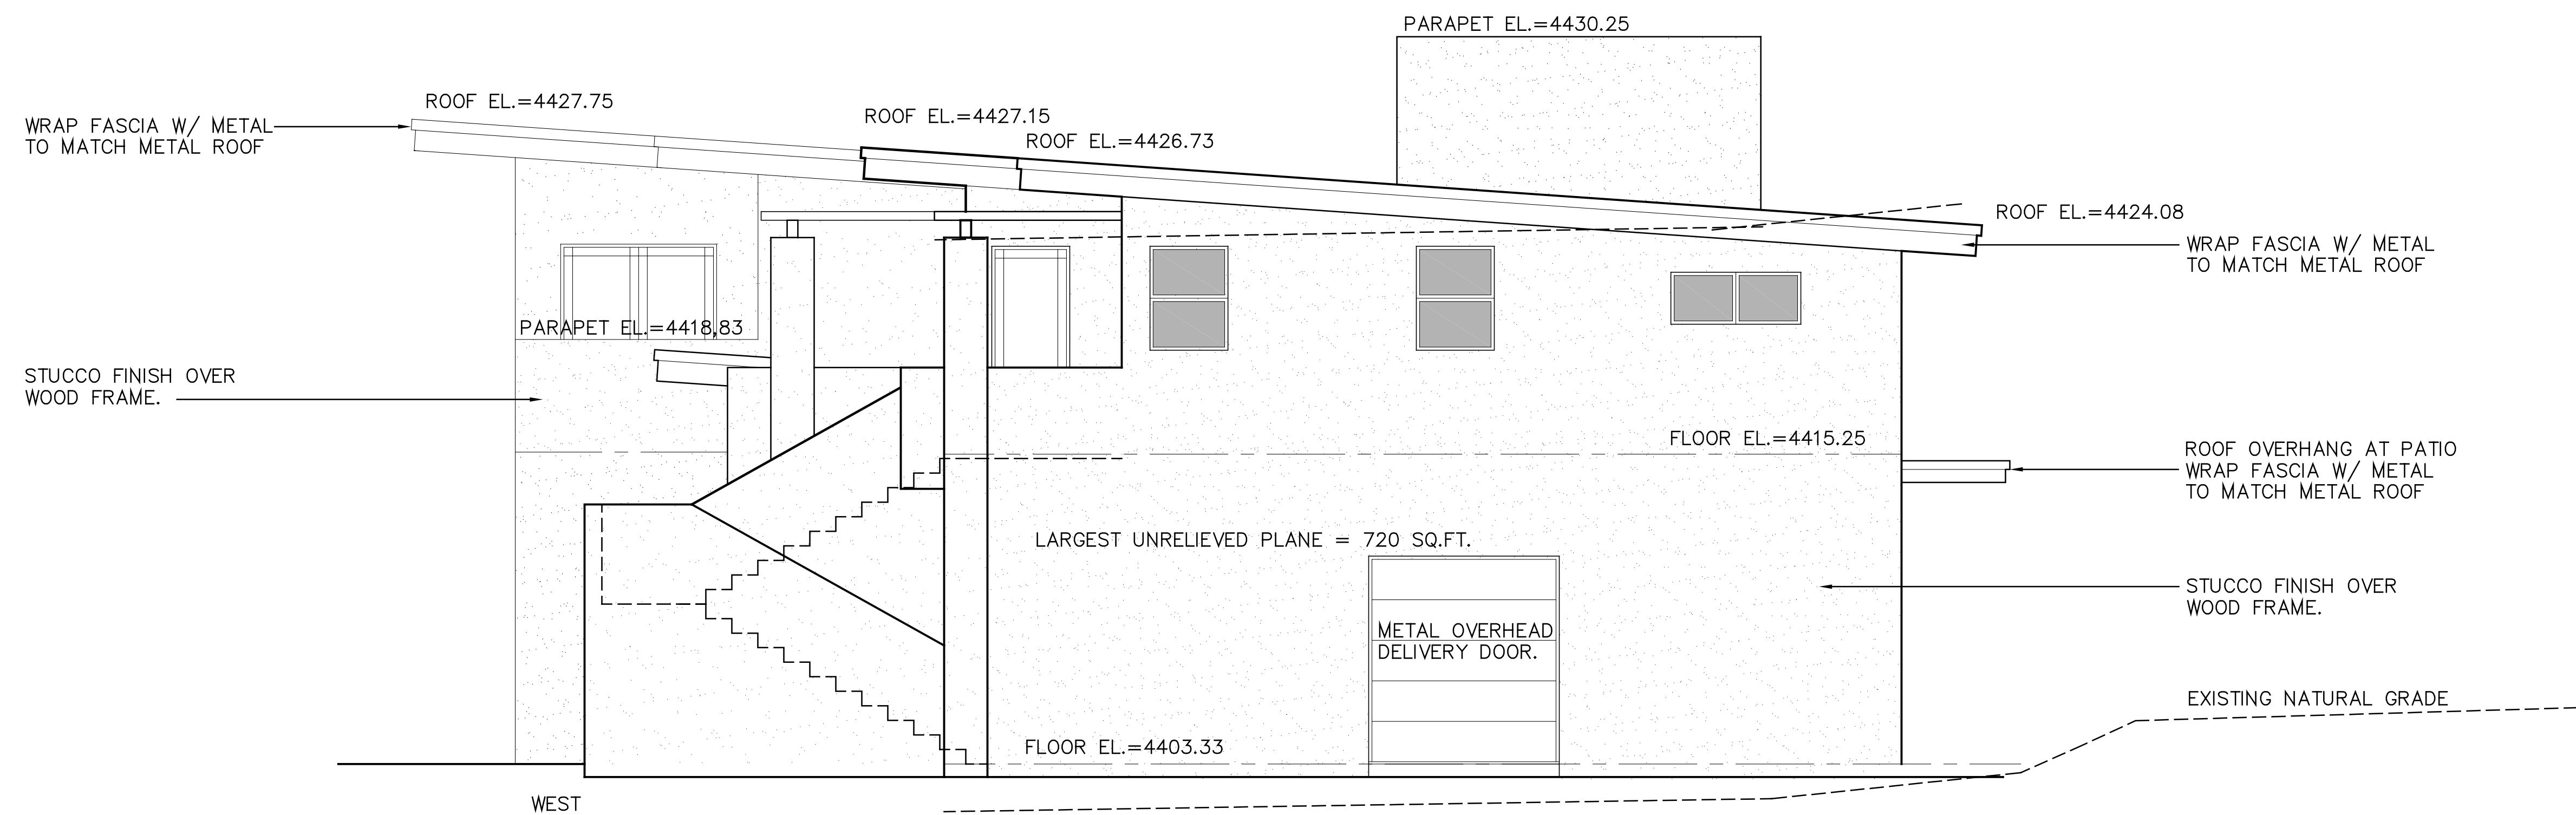 PARAPET EL.=4430.25
ROOF EL.=4427.75
ROOF EL.=4427.15
ROOF EL.=4426.73
WRAP FASCIA W/ METAL
TO MATCH METAL ROOF
ROOF EL.=4424.08
WRAP FASCIA W/ METAL
TO MATCH METAL ROOF
PARAPET EL.=4418.83
STUCCO FINISH OVER
WOOD FRAME.
FLOOR EL.=4415.25
ROOF OVERHANG AT PATIO
WRAP FASCIA W/ METAL
TO MATCH METAL ROOF
LARGEST UNRELIEVED PLANE = 720 SQ.FT.
STUCCO FINISH OVER
WOOD FRAME.
METAL OVERHEAD
DELIVERY DOOR.
EXISTING NATURAL GRADE
FLOOR EL.=4403.33
WEST